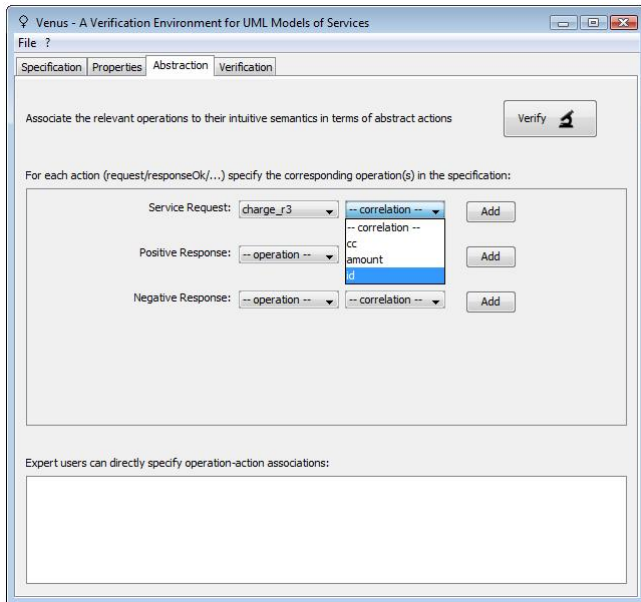 Venus - A Verification Environment for UML Models of Services
File ?
Specification Properties Abstraction Verification
Associate the relevant operations to their intuitive semantics in terms of abstract actions
Verify
For each action (request/responseOk/...) specify the corresponding operation(s) in the specification:
Service Request: charge_r3 -- correlation -- Add
-- correlation --
cc
Positive Response: -- operation -- amount Add
id
Negative Response: -- operation -- -- correlation -- Add
Expert users can directly specify operation-action associations: